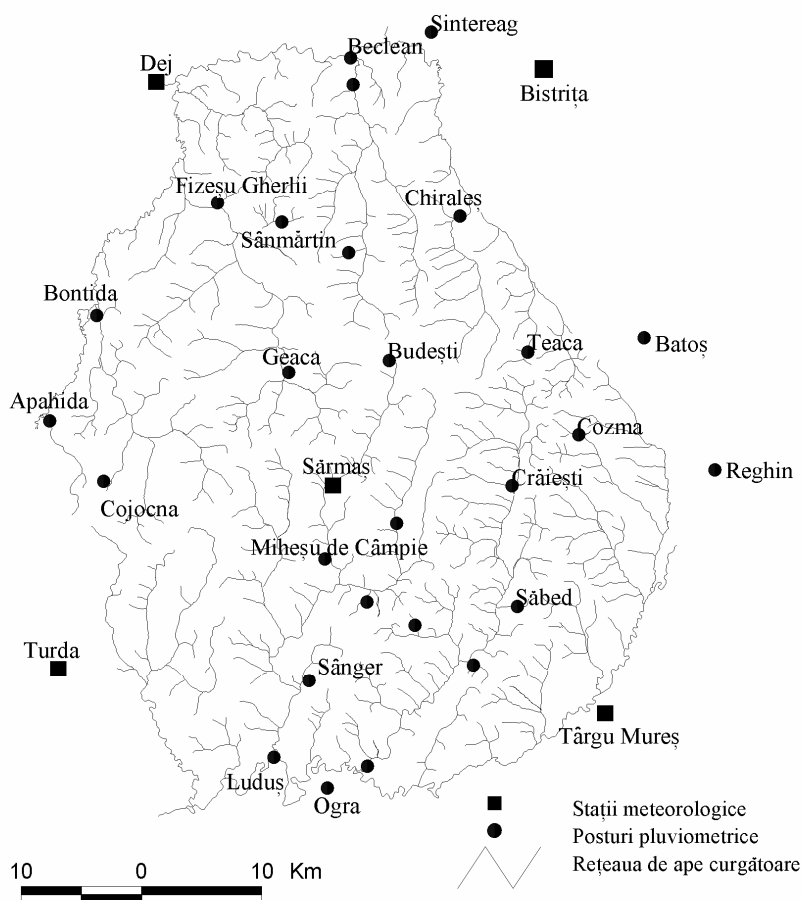 Sintereag
Beclean
Dej
Bistrița
Fizeșu Gherlii
Chiraleș
Sânmărtin
Bontida
Batoș
Teaca
Budești
Geaca
Apahida
Cozma
Sărmaș
Reghin
Crăiești
Cojocna
Miheșu de Câmpie
Săbed
Turda
Sânger
Târgu Mureș
Luduș
Ogra
Stații meteorologice
Posturi pluviometrice
Rețeaua de ape curgătoare
10 0 10 Km